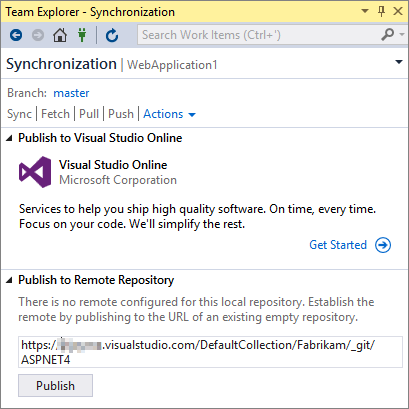 Team Explorer - Synchronization
Search Work Items (Ctrl+')
Synchronization | WebApplication1
Branch: master
Sync | Fetch | Pull | Push | Actions
Publish to Visual Studio Online
Visual Studio Online
Microsoft Corporation
Services to help you ship high quality software. On time, every time.
Focus on your code. We'll simplify the rest.
Get Started
Publish to Remote Repository
There is no remote configured for this local repository. Establish the
remote by publishing to the URL of an existing empty repository.
https:/ .visualstudio.com/DefaultCollection/Fabrikam/_git/
ASPNET4
Publish